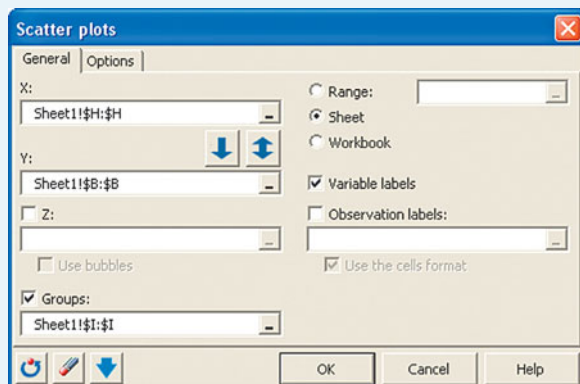 Scatter plots
General
Options
X:
Sheet1!$H:$H
Y:
Sheet1!$B:$B
Z:
Use bubbles
Groups:
Sheet1!$I:$I
Range:
...
Sheet
Workbook
Variable labels
Observation labels:
...
Use the cells format
OK
Cancel
Help